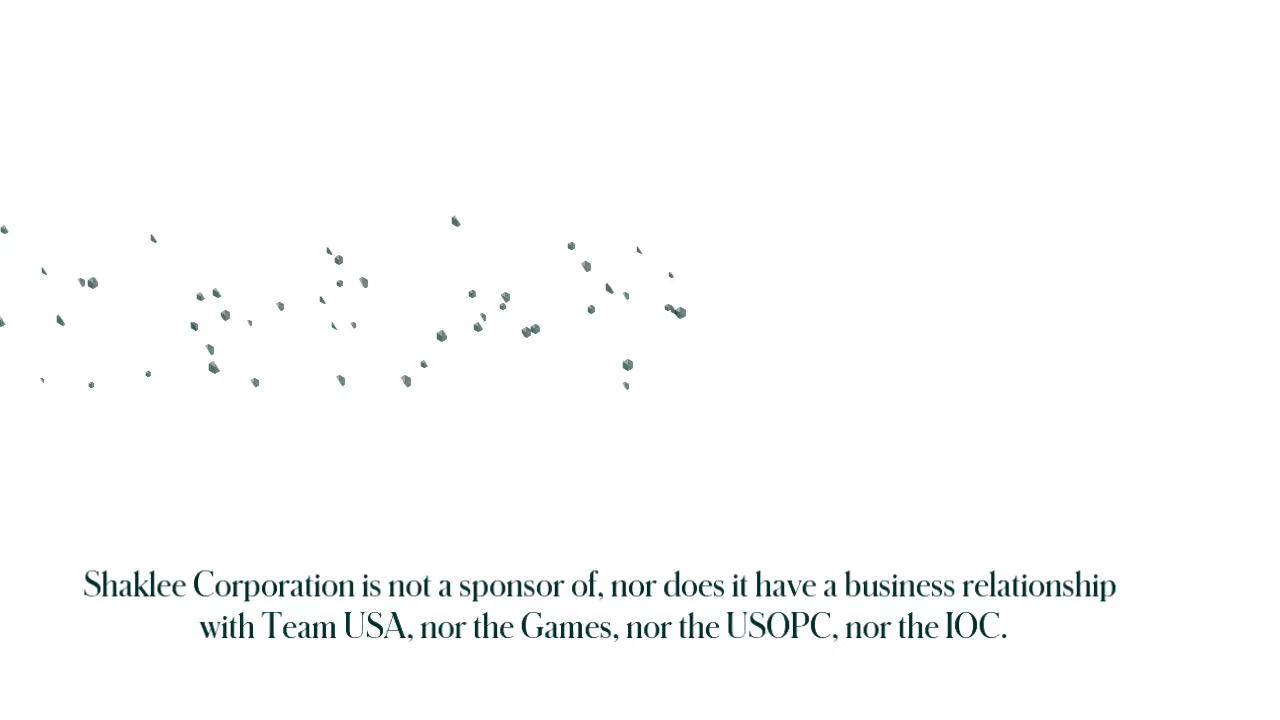 Shaklee Corporation is not a sponsor of, nor does it have a business relationship
with Team USA, nor the Games, nor the USOPC, nor the IOC.